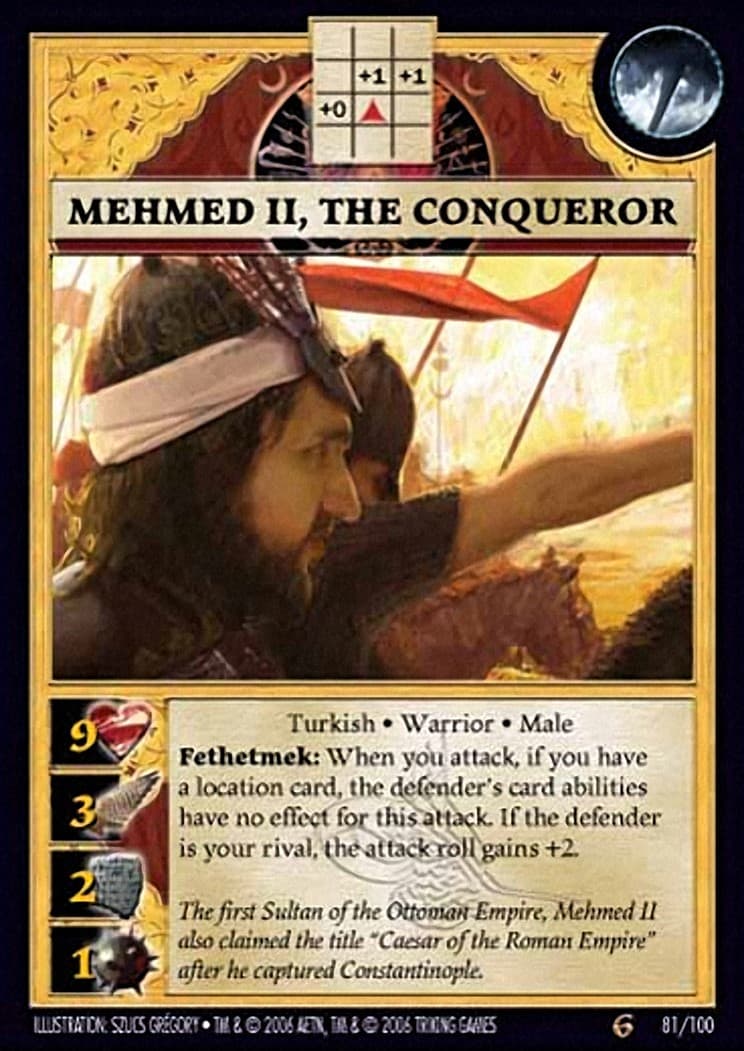 +1 +1
+0
MEHMED II, THE CONQUEROR
9
3
2
1
Turkish • Warrior • Male
Fethetmek: When you attack, if you have
a location card, the defender's card abilities
have no effect for this attack. If the defender
is your rival, the attack roll gains +2.
The first Sultan of the Ottoman Empire, Mehmed II
also claimed the title "Caesar of the Roman Empire"
after he captured Constantinople.
ILLUSTRATION: SZUCS GRÉGORY • TM & © 2006 AETN, TM & © 2006 TRIKING GAMES 6 81/100